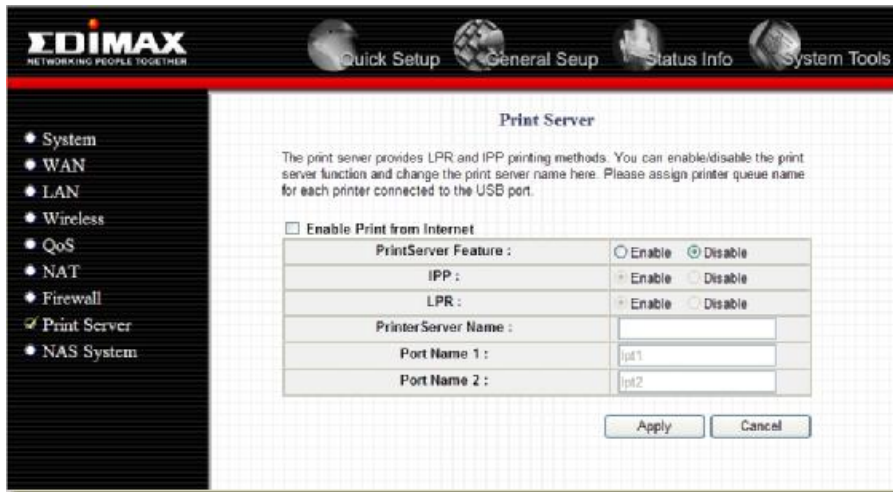 EDIMAX
NETWORKING PEOPLE TOGETHER
Quick Setup
General Seup
Status Info
System Tools
System
WAN
LAN
Wireless
QoS
NAT
Firewall
Print Server
NAS System
Print Server
The print server provides LPR and IPP printing methods. You can enable/disable the print
server function and change the print server name here. Please assign printer queue name
for each printer connected to the USB port.
Enable Print from Internet
PrintServer Feature : Enable Disable
IPP : Enable Disable
LPR : Enable Disable
PrinterServer Name :
Port Name 1 : lpt1
Port Name 2 : lpt2
Apply Cancel